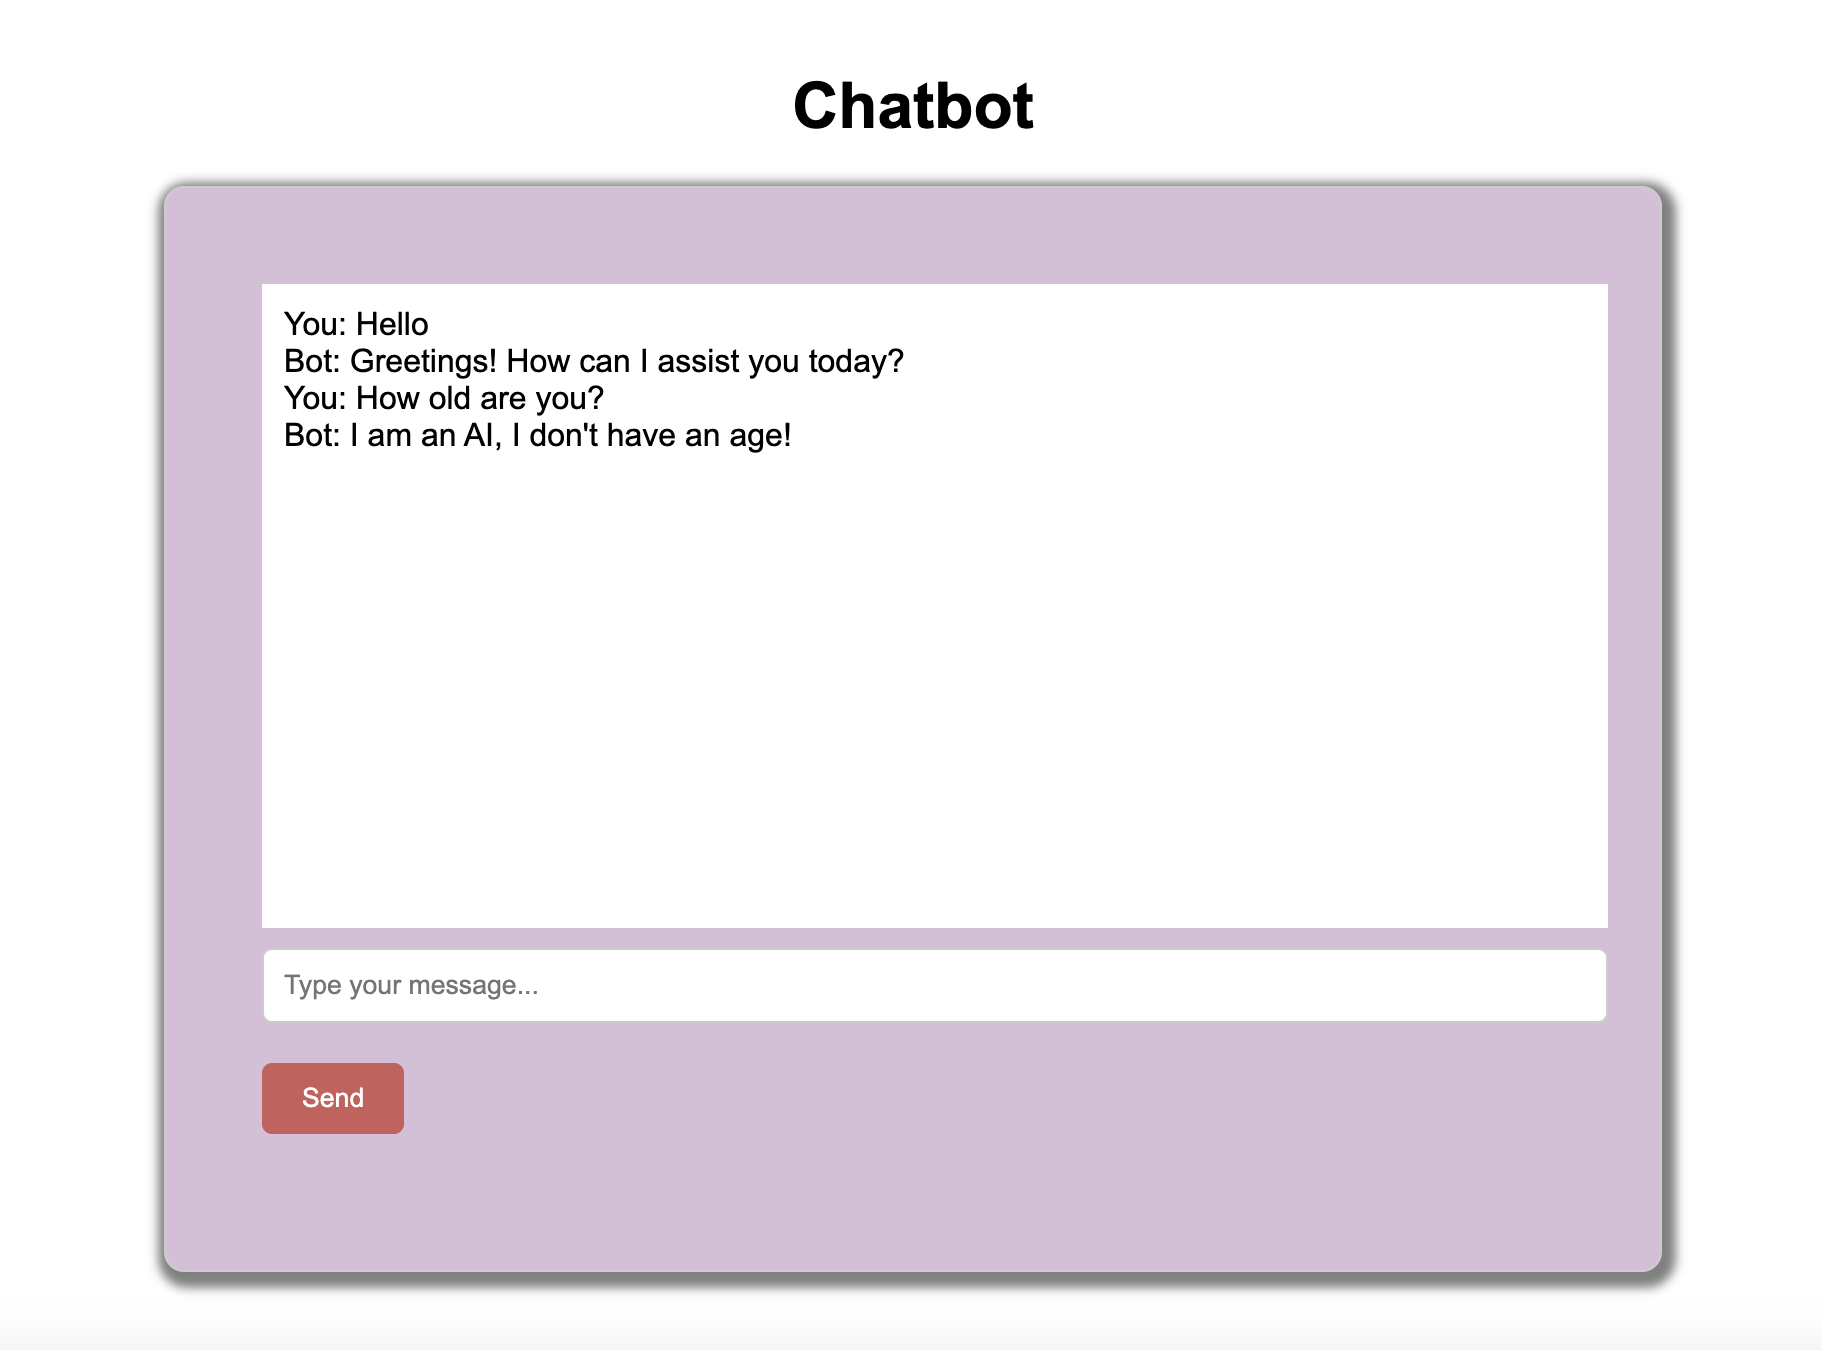 Chatbot
You: Hello
Bot: Greetings! How can I assist you today?
You: How old are you?
Bot: I am an AI, I don't have an age!
Type your message...
Send